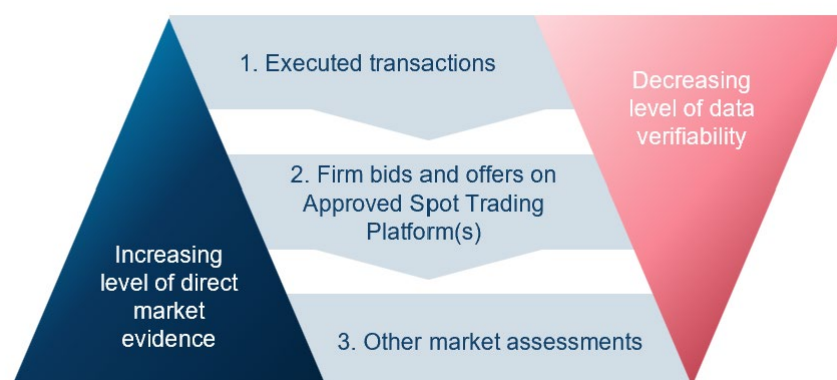 1. Executed transactions
Decreasing
level of data
verifiability
2. Firm bids and offers on
Approved Spot Trading
Platform(s)
Increasing
level of direct
market
evidence
3. Other market assessments